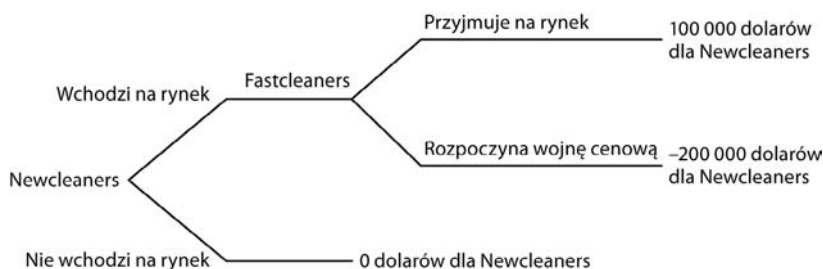 Przyjmuje na rynek
100 000 dolarów
dla Newcleaners
Fastcleaners
Wchodzi na rynek
Rozpoczyna wojnę cenową
–200 000 dolarów
dla Newcleaners
Newcleaners
Nie wchodzi na rynek
0 dolarów dla Newcleaners